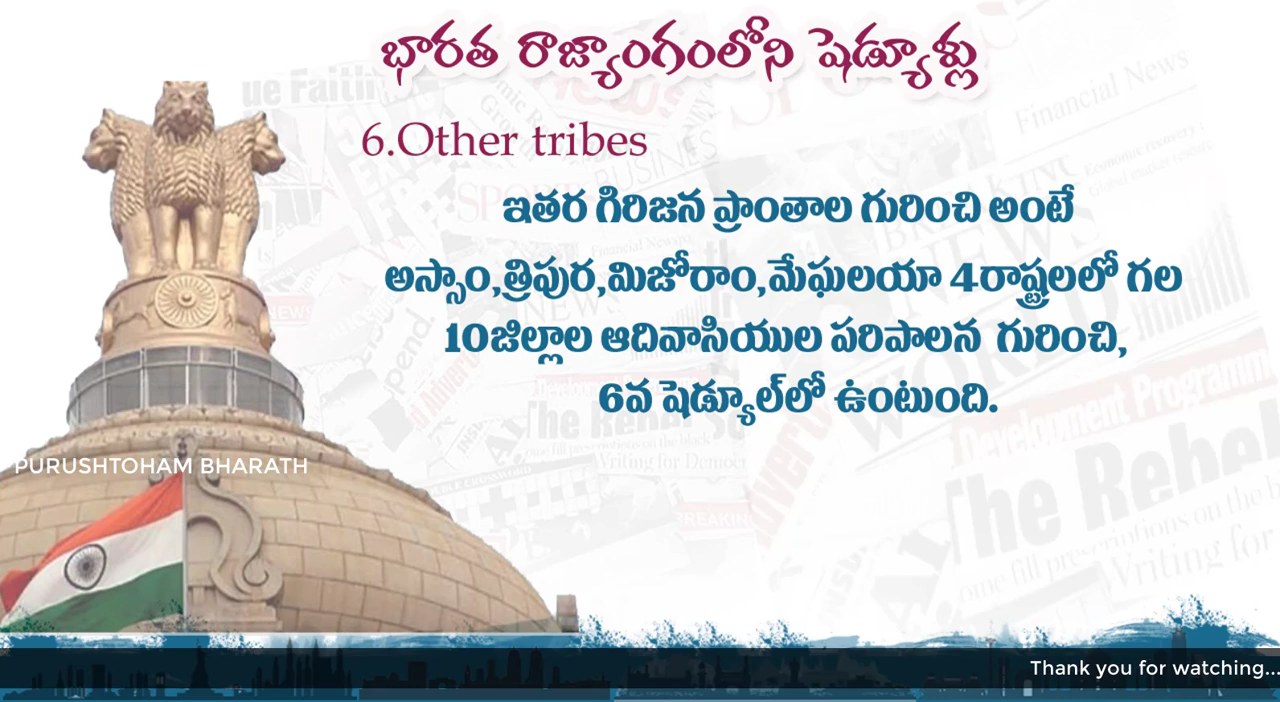 భారత రాజ్యాంగంలోని షెడ్యూళ్లు
6.Other tribes
ఇతర గిరిజన ప్రాంతాల గురించి అంటే
అస్సాం,త్రిపుర,మిజోరాం,మేఘలయా 4రాష్ట్రలలో గల
10జిల్లాల ఆదివాసియుల పరిపాలన గురించి,
6వ షెడ్యూల్‌లో ఉంటుంది.
PURUSHTOHAM BHARATH
Thank you for watching...